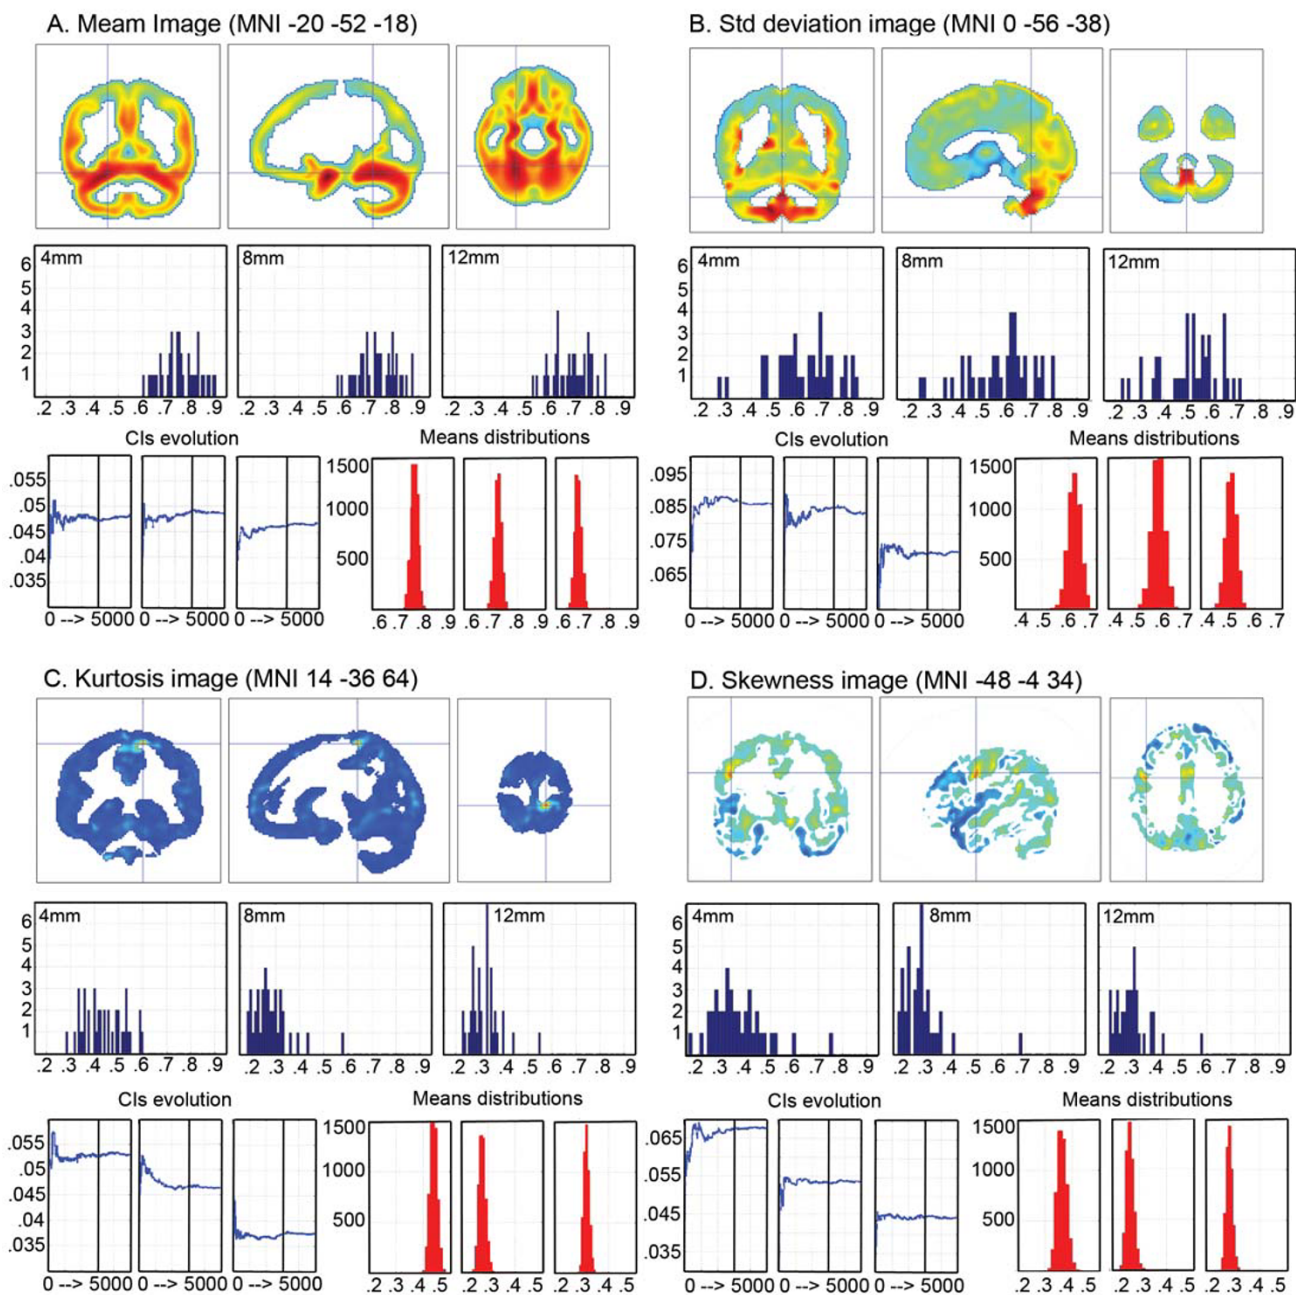 A. Meam Image (MNI -20 -52 -18)
4mm
8mm
12mm
6
5
4
3
2
1
.2 .3 .4 .5 .6 .7 .8 .9
.2 .3 .4 .5 .6 .7 .8 .9
.2 .3 .4 .5 .6 .7 .8 .9
CIs evolution
Means distributions
.055
.05
.045
.04
.035
0 --> 5000
0 --> 5000
0 --> 5000
1500
1000
500
.6 .7 .8 .9
.6 .7 .8 .9
.6 .7 .8 .9
B. Std deviation image (MNI 0 -56 -38)
4mm
8mm
12mm
6
5
4
3
2
1
.2 .3 .4 .5 .6 .7 .8 .9
.2 .3 .4 .5 .6 .7 .8 .9
.2 .3 .4 .5 .6 .7 .8 .9
CIs evolution
Means distributions
.095
.085
.075
.065
0 --> 5000
0 --> 5000
0 --> 5000
1500
1000
500
.4 .5 .6 .7
.4 .5 .6 .7
.4 .5 .6 .7
C. Kurtosis image (MNI 14 -36 64)
4mm
8mm
12mm
6
5
4
3
2
1
.2 .3 .4 .5 .6 .7 .8 .9
.2 .3 .4 .5 .6 .7 .8 .9
.2 .3 .4 .5 .6 .7 .8 .9
CIs evolution
Means distributions
.055
.05
.045
.04
.035
0 --> 5000
0 --> 5000
0 --> 5000
1500
1000
500
.2 .3 .4 .5
.2 .3 .4 .5
.2 .3 .4 .5
D. Skewness image (MNI -48 -4 34)
4mm
8mm
12mm
6
5
4
3
2
1
.2 .3 .4 .5 .6 .7 .8 .9
.2 .3 .4 .5 .6 .7 .8 .9
.2 .3 .4 .5 .6 .7 .8 .9
CIs evolution
Means distributions
.065
.055
.045
.035
0 --> 5000
0 --> 5000
0 --> 5000
1500
1000
500
.2 .3 .4 .5
.2 .3 .4 .5
.2 .3 .4 .5